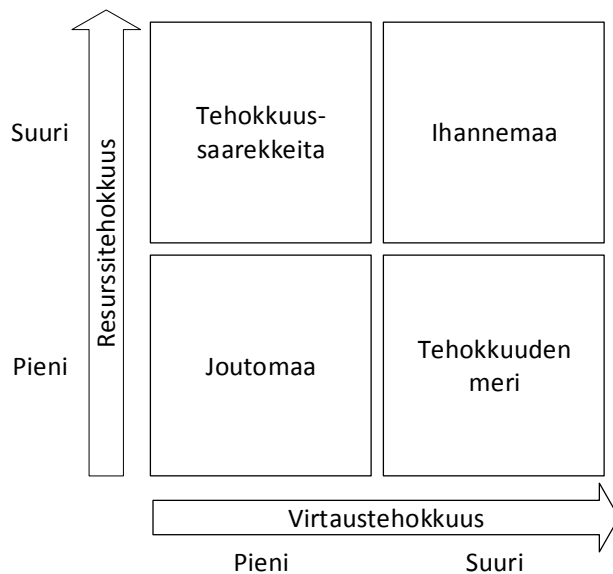 Suuri
Resurssitehokkuus
Tehokkuus-
saarekkeita
Ihannemaa
Pieni
Joutomaa
Tehokkuuden
meri
Virtaustehokkuus
Pieni
Suuri